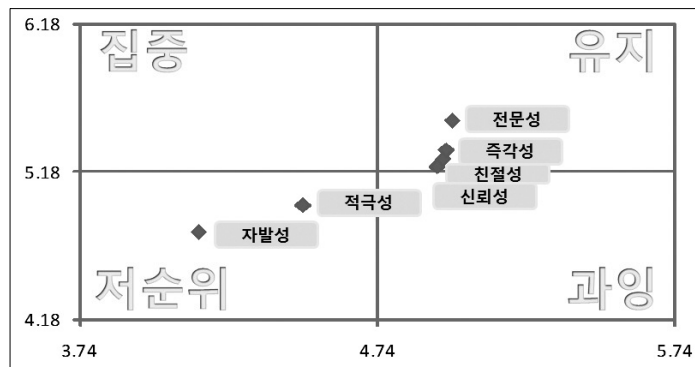 6.18
집중
유지
전문성
즉각성
5.18
친절성
신뢰성
적극성
자발성
저순위
과잉
4.18
3.74
4.74
5.74